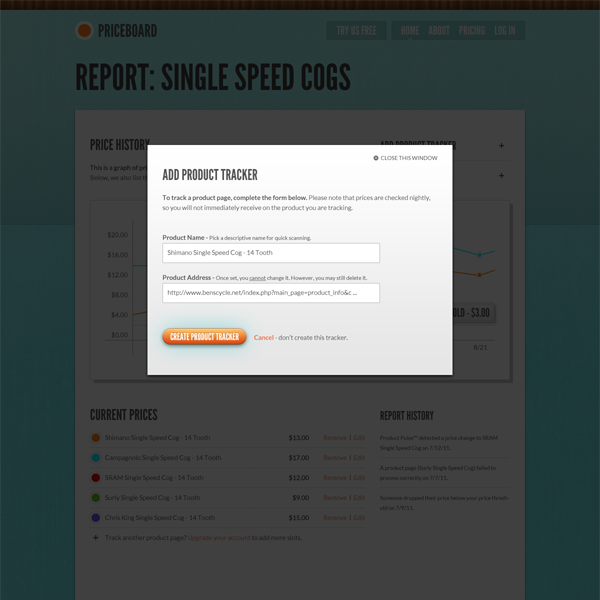 PRICEBOARD
TRY US FREE
HOME ABOUT PRICING LOG IN
REPORT: SINGLE SPEED COGS
PRICE HISTORY
ADD PRODUCT TRACKER +
This is a graph of
Below, we also list
+
CLOSE THIS WINDOW
ADD PRODUCT TRACKER
To track a product page, complete the form below. Please note that prices are checked nightly,
so you will not immediately receive on the product you are tracking.
Product Name - Pick a descriptive name for quick scanning.
Shimano Single Speed Cog - 14 Tooth
Product Address - Once set, you cannot change it. However, you may still delete it.
http://www.benscycle.net/index.php?main_page=product_info&c ...
CREATE PRODUCT TRACKER
Cancel - don't create this tracker.
$20.00
$16.00
$12.00
$8.00
$4.00
$0.00
OLD - $3.00
8/21
CURRENT PRICES
Shimano Single Speed Cog - 14 Tooth $13.00 Remove | Edit
Campagnolo Single Speed Cog - 14 Tooth $17.00 Remove | Edit
SRAM Single Speed Cog - 14 Tooth $12.00 Remove | Edit
Surly Single Speed Cog - 14 Tooth $9.00 Remove | Edit
Chris King Single Speed Cog - 14 Tooth $15.00 Remove | Edit
+ Track another product page? Upgrade your account to add more slots.
REPORT HISTORY
Product Pulse™ detected a price change to SRAM
Single Speed Cog on 7/12/11.
A product page (Surly Single Speed Cog) failed to
process correctly on 7/7/11.
Someone dropped their price below your price thresh-
old on 7/9/11.